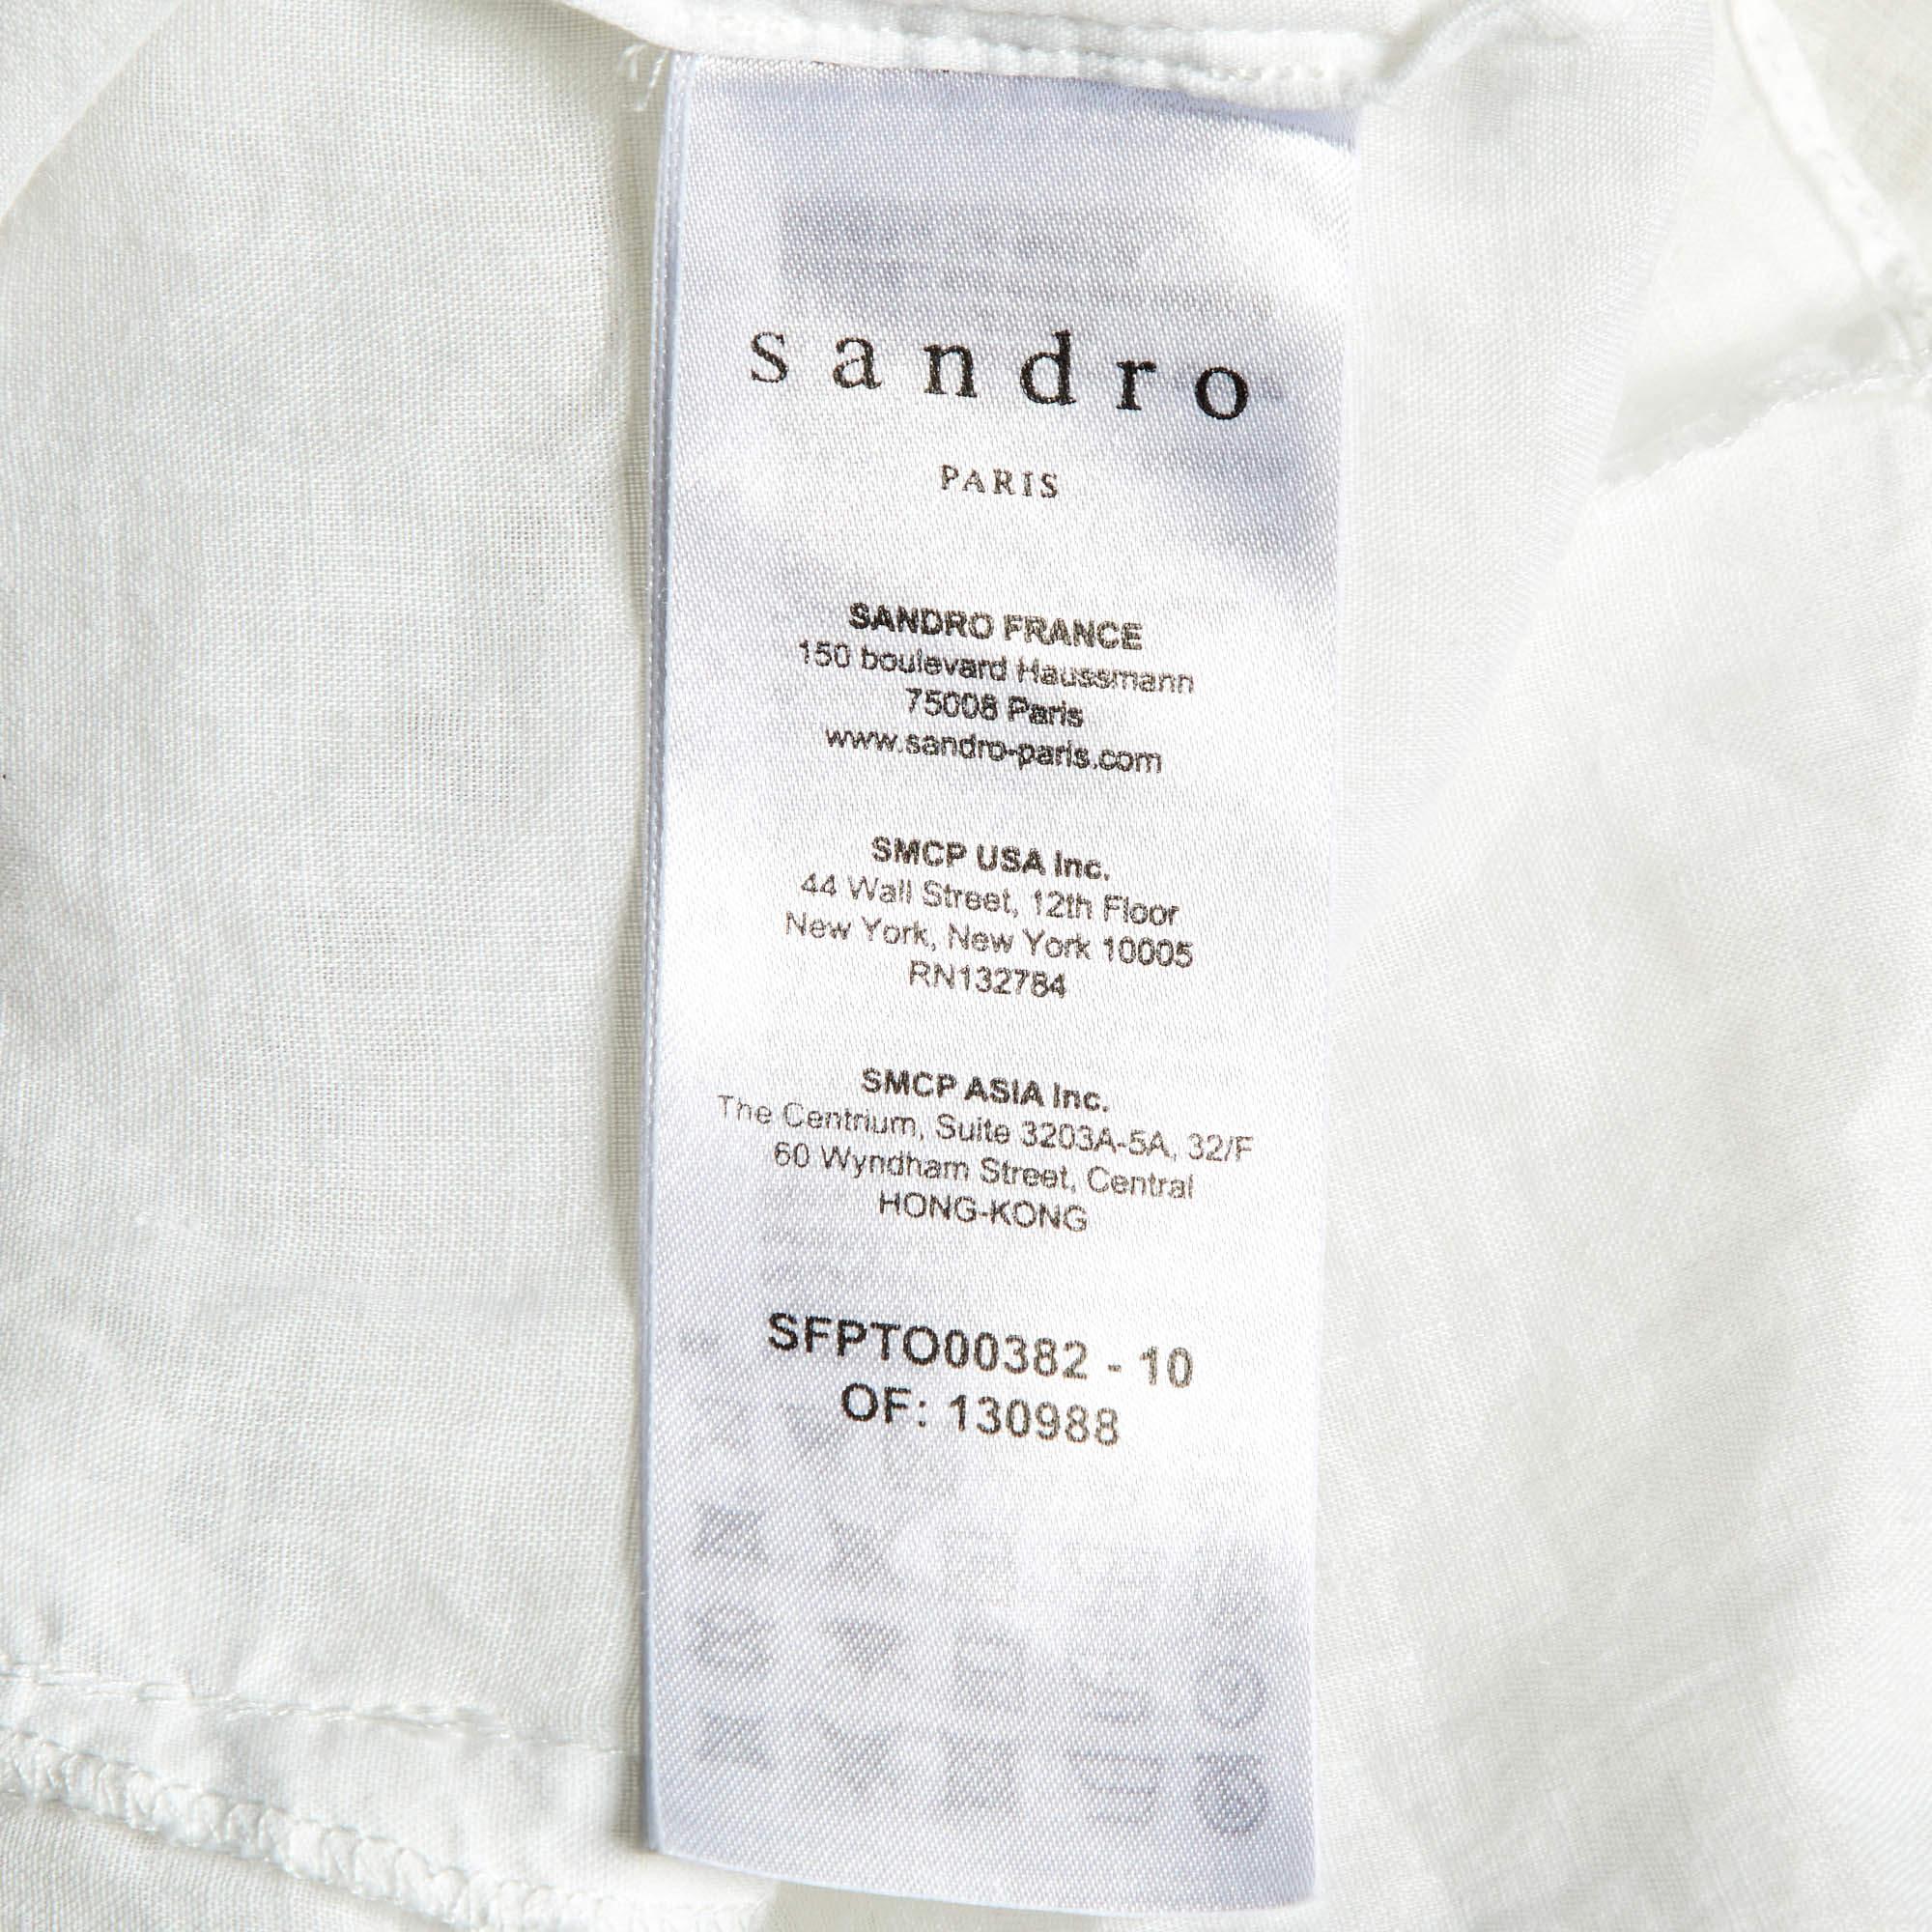 sandro
PARIS
SANDRO FRANCE
150 boulevard Haussmann
75008 Paris
www.sandro-paris.com
SMCP USA Inc.
44 Wall Street, 12th Floor
New York, New York 10005
RN132784
SMCP ASIA Inc.
The Centrium, Suite 3203A-5A, 32/F
60 Wyndham Street, Central
HONG-KONG
SFPTO00382 - 10
OF: 130988